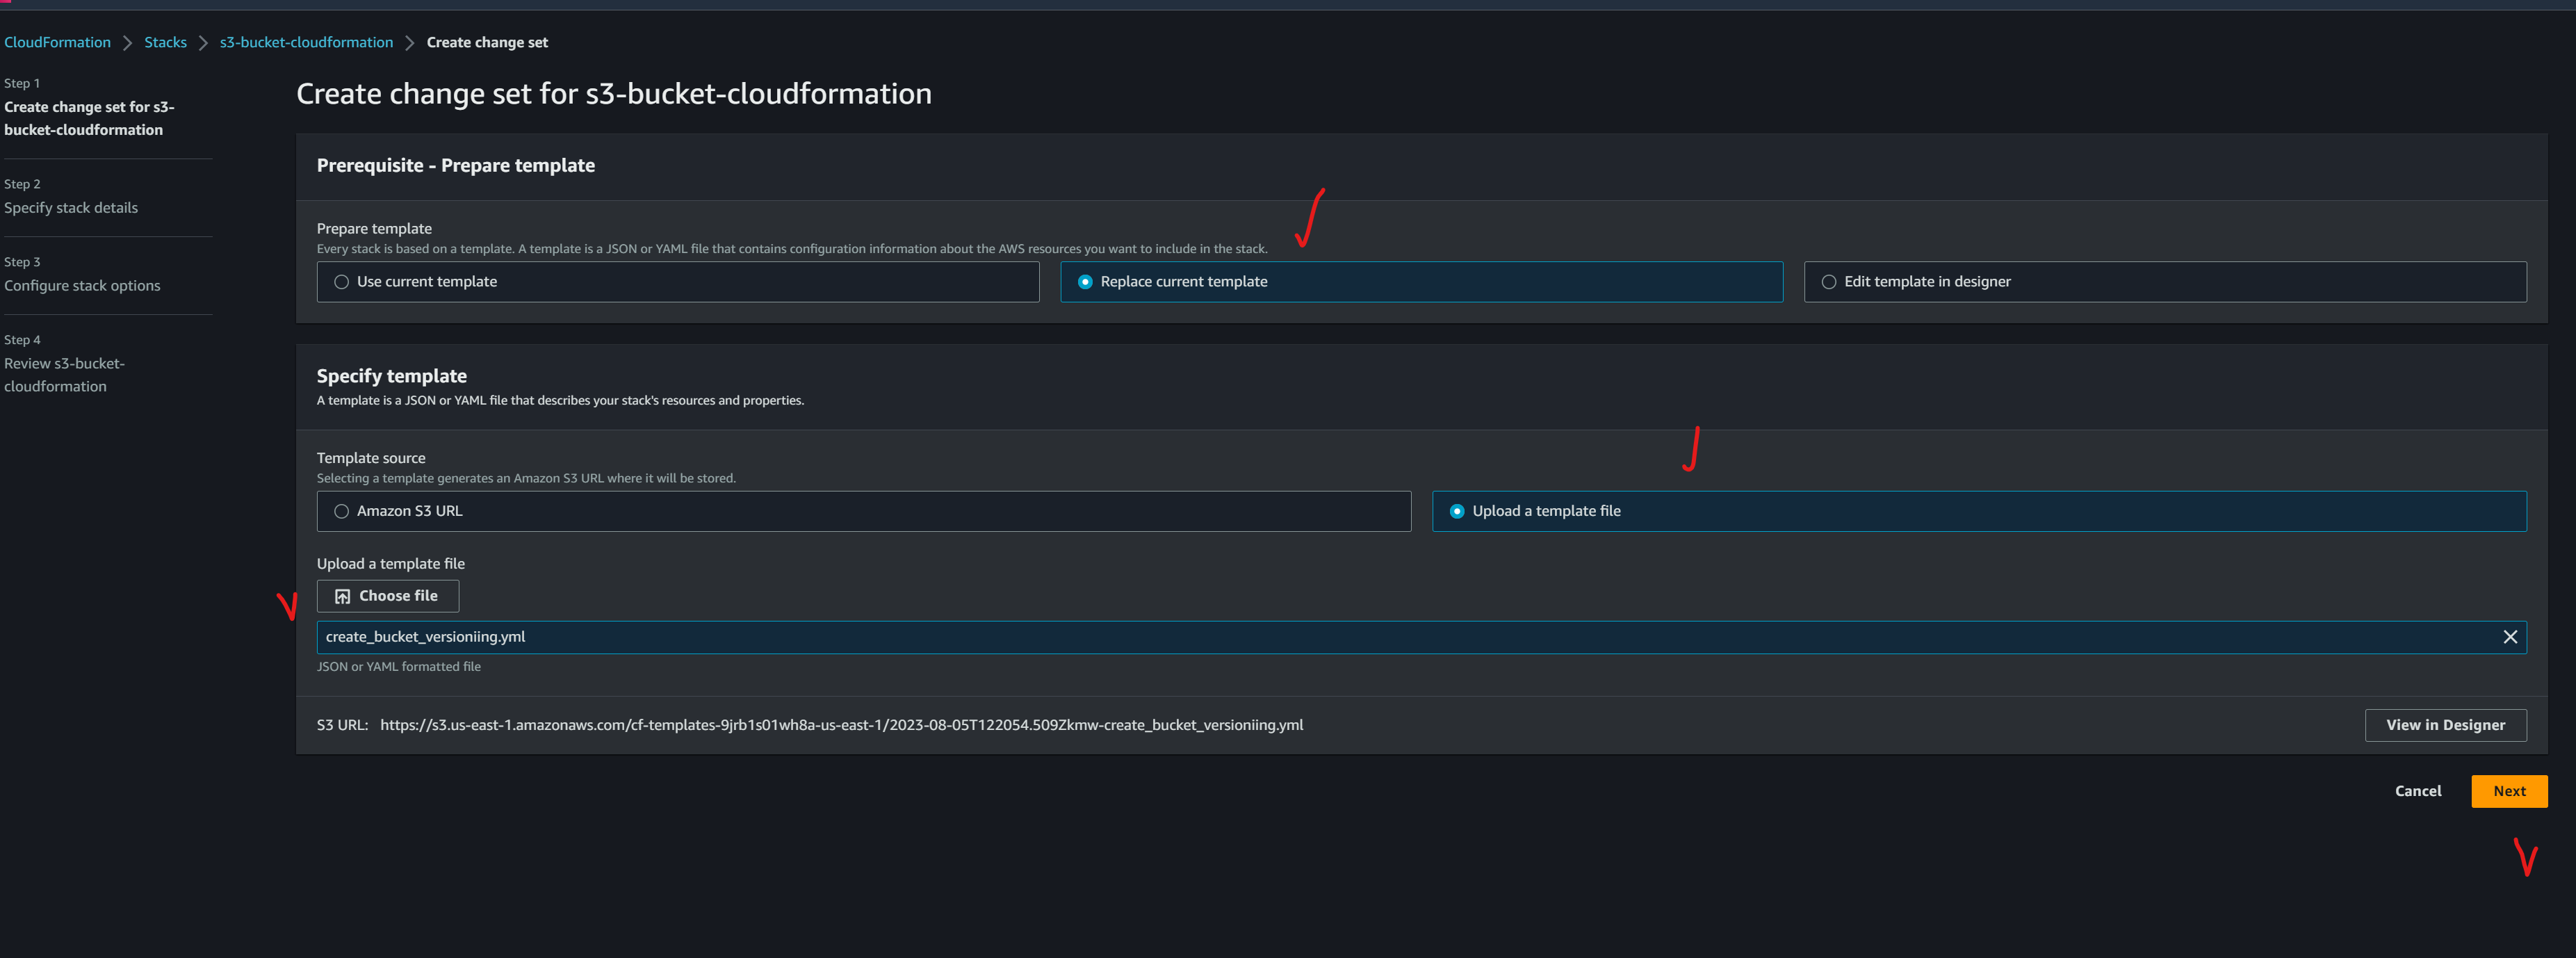 CloudFormation > Stacks > s3-bucket-cloudformation > Create change set
Step 1
Create change set for s3-
bucket-cloudformation
Step 2
Specify stack details
Step 3
Configure stack options
Step 4
Review s3-bucket-
cloudformation
Create change set for s3-bucket-cloudformation
Prerequisite - Prepare template
Prepare template
Every stack is based on a template. A template is a JSON or YAML file that contains configuration information about the AWS resources you want to include in the stack.
Use current template
Replace current template
Edit template in designer
Specify template
A template is a JSON or YAML file that describes your stack's resources and properties.
Template source
Selecting a template generates an Amazon S3 URL where it will be stored.
Amazon S3 URL
Upload a template file
Upload a template file
Choose file
create_bucket_versioniing.yml
JSON or YAML formatted file
S3 URL: https://s3.us-east-1.amazonaws.com/cf-templates-9jrb1s01wh8a-us-east-1/2023-08-05T122054.509Zkmw-create_bucket_versioniing.yml
View in Designer
Cancel
Next